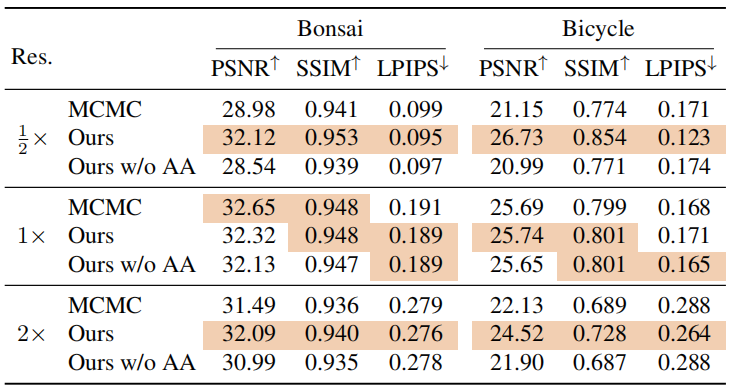 Bonsai Bicycle
Res.
PSNR↑ SSIM↑ LPIPS↓ PSNR↑ SSIM↑ LPIPS↓
MCMC 28.98 0.941 0.099 21.15 0.774 0.171
½× Ours 32.12 0.953 0.095 26.73 0.854 0.123
Ours w/o AA 28.54 0.939 0.097 20.99 0.771 0.174
MCMC 32.65 0.948 0.191 25.69 0.799 0.168
1× Ours 32.32 0.948 0.189 25.74 0.801 0.171
Ours w/o AA 32.13 0.947 0.189 25.65 0.801 0.165
MCMC 31.49 0.936 0.279 22.13 0.689 0.288
2× Ours 32.09 0.940 0.276 24.52 0.728 0.264
Ours w/o AA 30.99 0.935 0.278 21.90 0.687 0.288